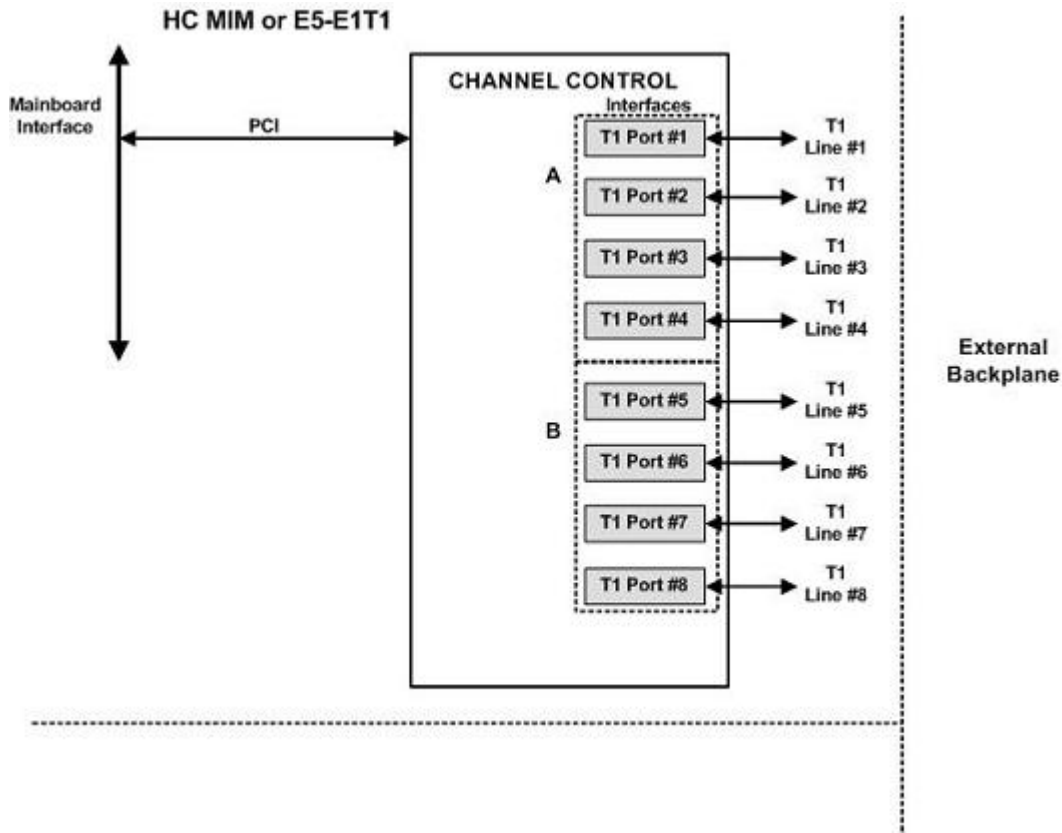 HC MIM or E5-E1T1
Mainboard
Interface
PCI
CHANNEL CONTROL
Interfaces
A
T1 Port #1
T1
Line #1
T1 Port #2
T1
Line #2
T1 Port #3
T1
Line #3
T1 Port #4
T1
Line #4
B
T1 Port #5
T1
Line #5
T1 Port #6
T1
Line #6
T1 Port #7
T1
Line #7
T1 Port #8
T1
Line #8
External
Backplane